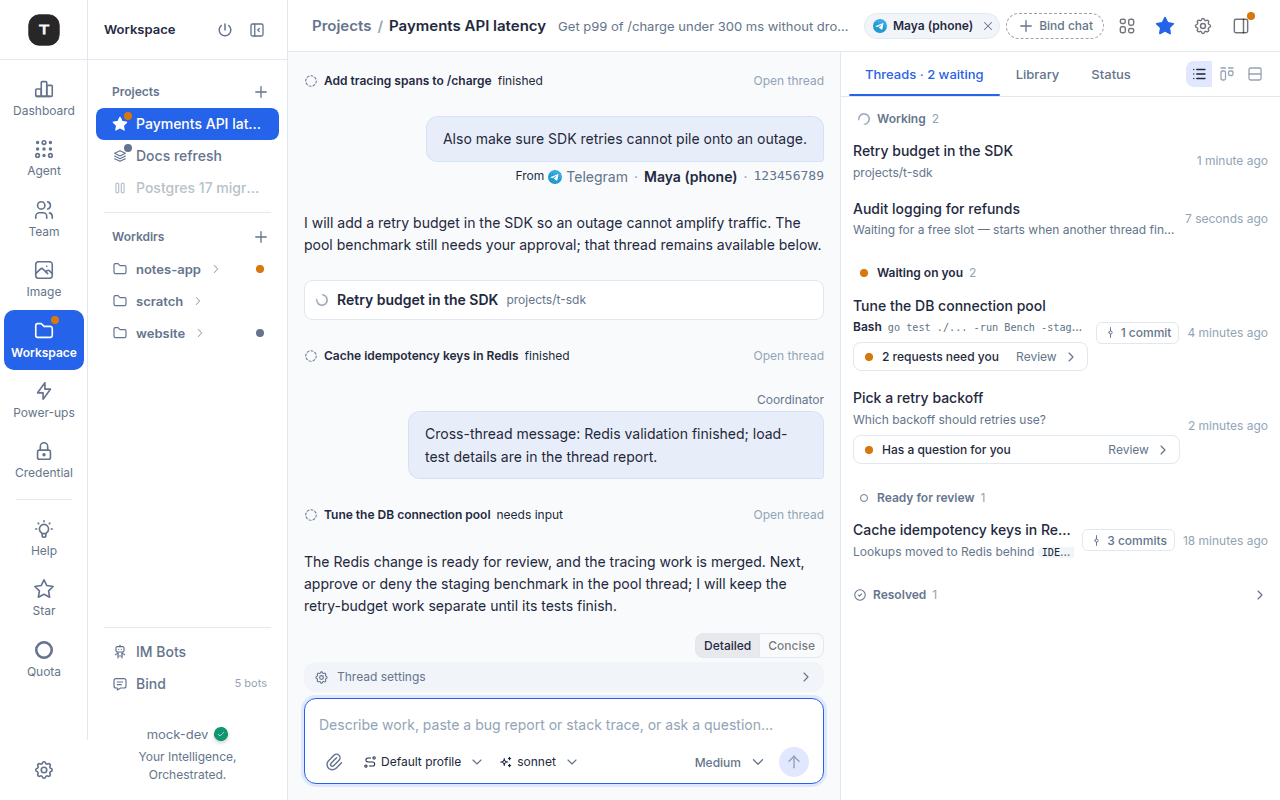 T
Dashboard
Agent
Team
Image
Workspace
Power-ups
Credential
Help
Star
Quota
Workspace
Projects
Payments API lat...
Docs refresh
Postgres 17 migr...
Workdirs
notes-app
scratch
website
IM Bots
Bind
5 bots
mock-dev
Your Intelligence,
Orchestrated.
Projects / Payments API latency
Get p99 of /charge under 300 ms without dro...
Maya (phone)
Bind chat
Add tracing spans to /charge finished
Open thread
Also make sure SDK retries cannot pile onto an outage.
From Telegram · Maya (phone) · 123456789
I will add a retry budget in the SDK so an outage cannot amplify traffic. The
pool benchmark still needs your approval; that thread remains available below.
Retry budget in the SDK projects/t-sdk
Cache idempotency keys in Redis finished
Open thread
Coordinator
Cross-thread message: Redis validation finished; load-
test details are in the thread report.
Tune the DB connection pool needs input
Open thread
The Redis change is ready for review, and the tracing work is merged. Next,
approve or deny the staging benchmark in the pool thread; I will keep the
retry-budget work separate until its tests finish.
Detailed
Concise
Thread settings
Describe work, paste a bug report or stack trace, or ask a question...
Default profile
sonnet
Medium
Threads · 2 waiting
Library
Status
Working 2
Retry budget in the SDK
projects/t-sdk
1 minute ago
Audit logging for refunds
Waiting for a free slot — starts when another thread fin...
7 seconds ago
Waiting on you 2
Tune the DB connection pool
Bash go test ./... -run Bench -stag...
1 commit
4 minutes ago
2 requests need you
Review
Pick a retry backoff
Which backoff should retries use?
2 minutes ago
Has a question for you
Review
Ready for review 1
Cache idempotency keys in Re...
Lookups moved to Redis behind IDE...
3 commits
18 minutes ago
Resolved 1